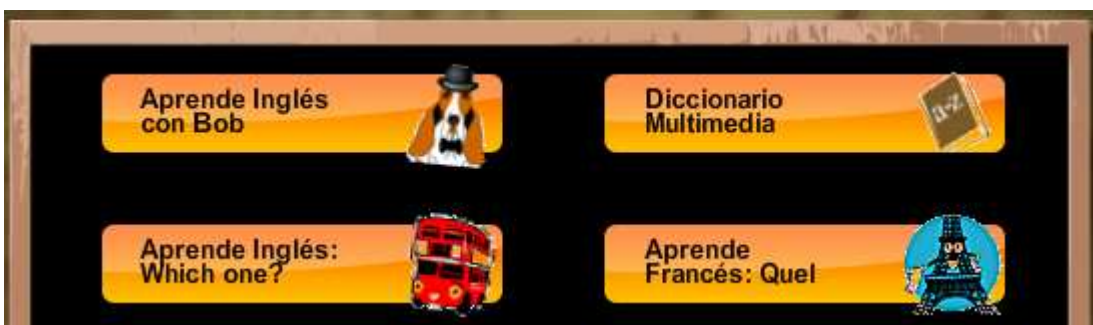 Aprende Inglés
con Bob
Diccionario
Multimedia
a-z
Aprende Inglés:
Which one?
Aprende
Francés: Quel